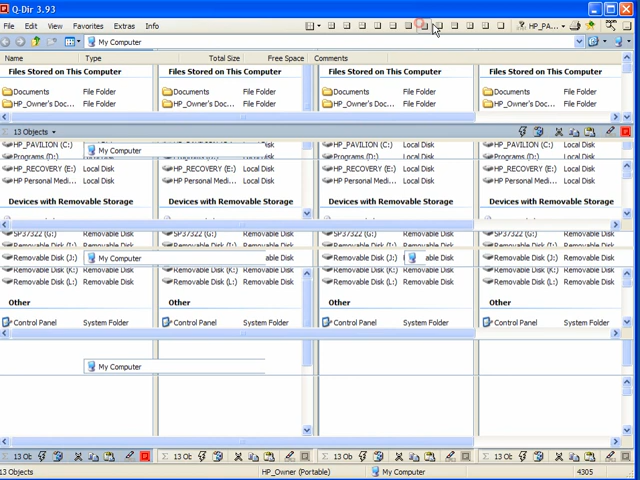 Q-Dir 3.93
File Edit View Favorites Extras Info HP_PA...
My Computer
Name Type Total Size Free Space Comments
Files Stored on This Computer Files Stored on This Computer Files Stored on This Computer Files Stored on This Computer
Documents File Folder Documents File Folder Documents File Folder Documents File Folder
HP_Owner's Doc... File Folder HP_Owner's Doc... File Folder HP_Owner's Doc... File Folder HP_Owner's Doc... File Folder
13 Objects
HP_PAVILION (C:) Local Disk HP_PAVILION (C:) Local Disk HP_PAVILION (C:) Local Disk
My Computer
Programs (D:) Local Disk Programs (D:) Local Disk Programs (D:) Local Disk
HP_RECOVERY (E:) Local Disk HP_RECOVERY (E:) Local Disk HP_RECOVERY (E:) Local Disk HP_RECOVERY (E:) Local Disk
HP Personal Medi... Local Disk HP Personal Medi... Local Disk HP Personal Medi... Local Disk HP Personal Medi... Local Disk
Devices with Removable Storage Devices with Removable Storage Devices with Removable Storage Devices with Removable Storage
SP37322 (G:) Removable Disk SP37322 (G:) Removable Disk SP37322 (G:) Removable Disk SP37322 (G:) Removable Disk
Removable Disk (J:) My Computer able Disk Removable Disk (J:) able Disk Removable Disk (J:) Removable Disk
Removable Disk (K:) Removable Disk Removable Disk (K:) Removable Disk Removable Disk (K:) Removable Disk Removable Disk (K:) Removable Disk
Removable Disk (L:) Removable Disk Removable Disk (L:) Removable Disk Removable Disk (L:) Removable Disk Removable Disk (L:) Removable Disk
Other Other Other Other
Control Panel System Folder Control Panel System Folder Control Panel System Folder Control Panel System Folder
My Computer
13 Ob 13 Ob 13 Ob 13 Ob
13 Objects HP_Owner (Portable) My Computer 4305